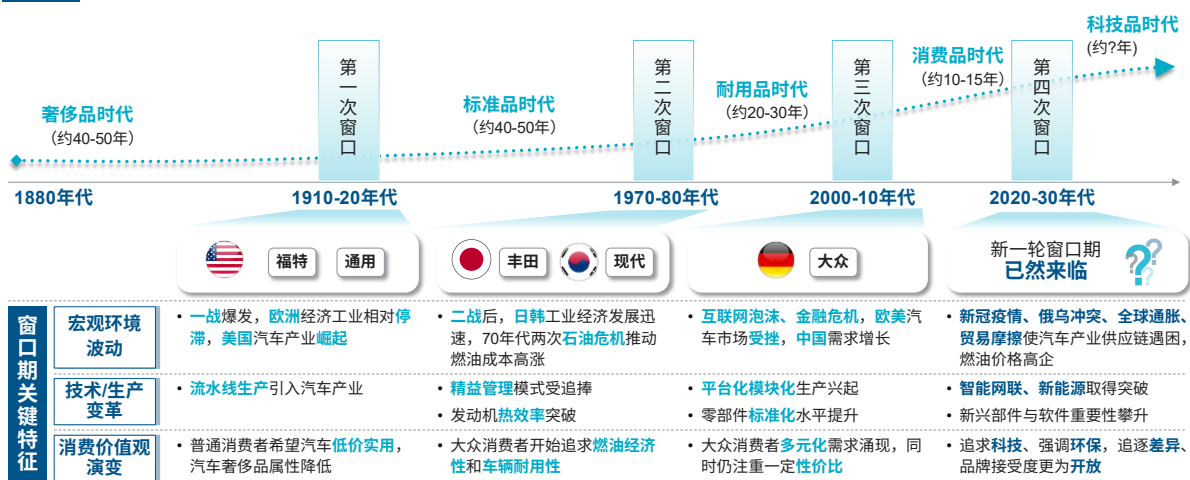 科技品时代
(约?年)
消费品时代
（约10-15年）
耐用品时代
（约20-30年）
标准品时代
（约40-50年）
奢侈品时代
（约40-50年）
第一次窗口
第二次窗口
第三次窗口
第四次窗口
1880年代
1910-20年代
1970-80年代
2000-10年代
2020-30年代
福特
通用
丰田
现代
大众
新一轮窗口期
已然来临
??
窗口期关键特征
宏观环境
波动
• 一战爆发，欧洲经济工业相对停
滞，美国汽车产业崛起
• 二战后，日韩工业经济发展迅
速，70年代两次石油危机推动
燃油成本高涨
• 互联网泡沫、金融危机，欧美汽
车市场受挫，中国需求增长
• 新冠疫情、俄乌冲突、全球通胀、
贸易摩擦使汽车产业供应链遇困，
燃油价格高企
技术/生产
变革
• 流水线生产引入汽车产业
• 精益管理模式受追捧
• 发动机热效率突破
• 平台化模块化生产兴起
• 零部件标准化水平提升
• 智能网联、新能源取得突破
• 新兴部件与软件重要性攀升
消费价值观
演变
• 普通消费者希望汽车低价实用，
汽车奢侈品属性降低
• 大众消费者开始追求燃油经济
性和车辆耐用性
• 大众消费者多元化需求涌现，同
时仍注重一定性价比
• 追求科技、强调环保，追逐差异、
品牌接受度更为开放